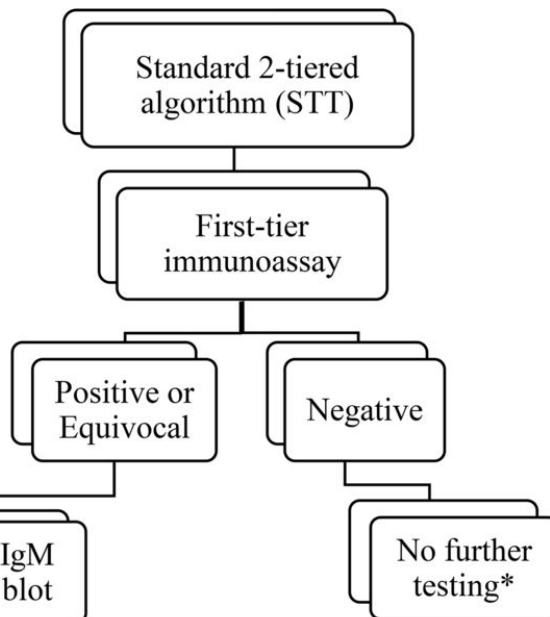 Standard 2-tiered
algorithm (STT)
First-tier
immunoassay
Positive or
Equivocal
Negative
IgM
blot
No further
testing*